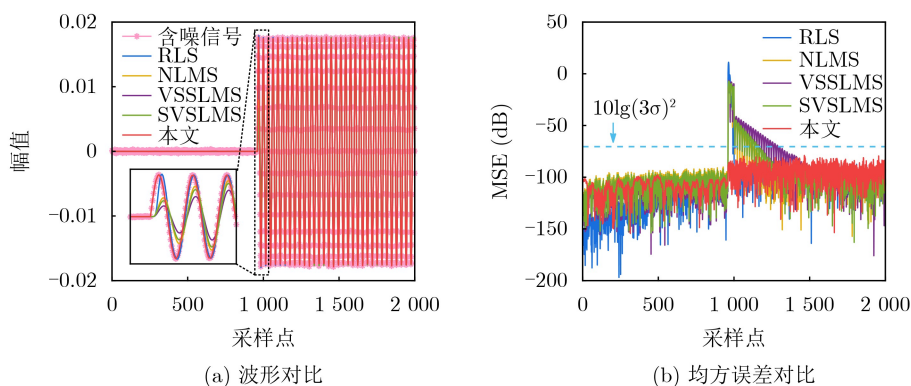 0.02
0.01
0
−0.01
−0.02
幅值
含噪信号
RLS
NLMS
VSSLMS
SVSLMS
本文
0
500
1 000
1 500
2 000
采样点
(a) 波形对比
50
0
−50
−100
−150
−200
MSE (dB)
RLS
NLMS
VSSLMS
SVSLMS
本文
10lg(3σ)²
0
500
1 000
1 500
2 000
采样点
(b) 均方误差对比